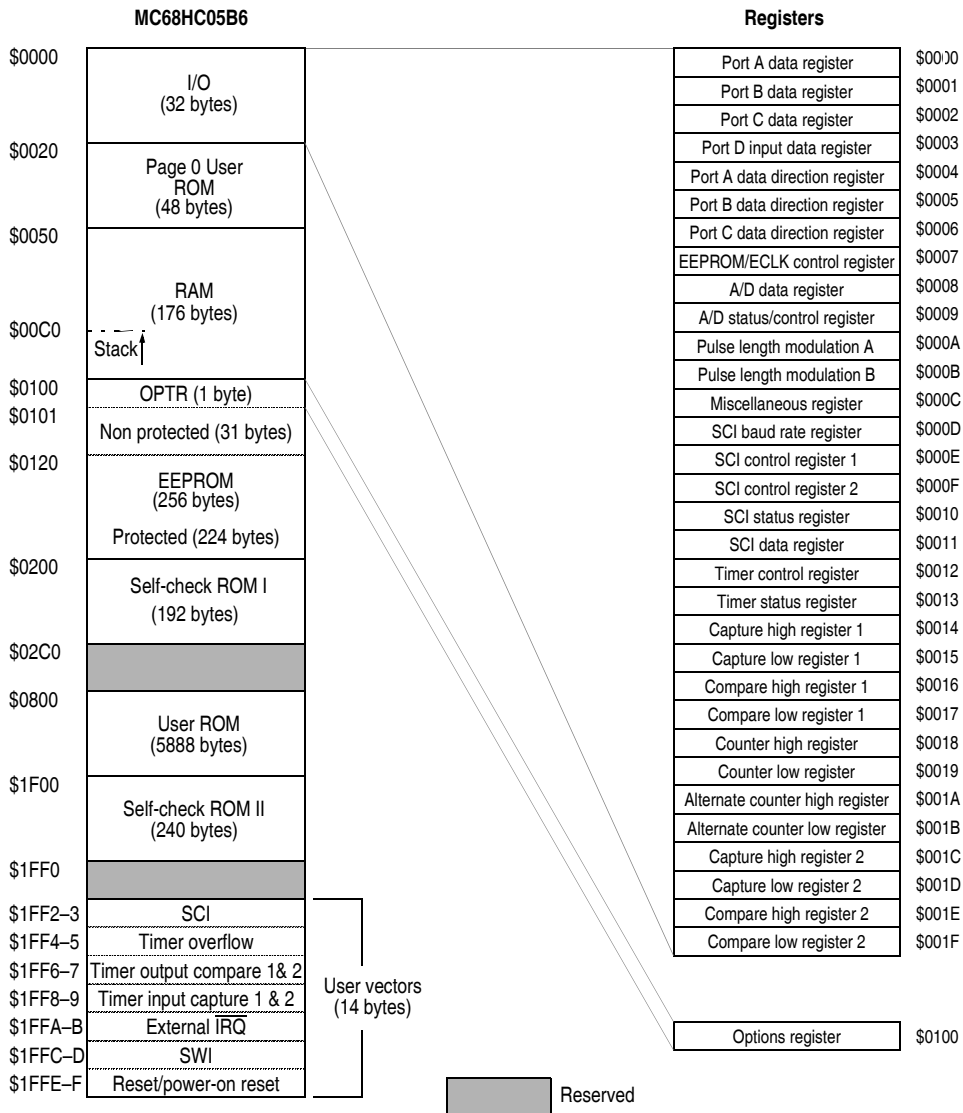 MC68HC05B6
$0000
I/O
(32 bytes)
$0020
Page 0 User
ROM
(48 bytes)
$0050
RAM
(176 bytes)
$00C0
Stack
$0100
OPTR (1 byte)
$0101
Non protected (31 bytes)
$0120
EEPROM
(256 bytes)
Protected (224 bytes)
$0200
Self-check ROM I
(192 bytes)
$02C0
$0800
User ROM
(5888 bytes)
$1F00
Self-check ROM II
(240 bytes)
$1FF0
$1FF2–3 SCI
$1FF4–5 Timer overflow
$1FF6–7 Timer output compare 1& 2
$1FF8–9 Timer input capture 1 & 2
$1FFA–B External IRQ
$1FFC–D SWI
$1FFE–F Reset/power-on reset
User vectors
(14 bytes)
Registers
Port A data register $0000
Port B data register $0001
Port C data register $0002
Port D input data register $0003
Port A data direction register $0004
Port B data direction register $0005
Port C data direction register $0006
EEPROM/ECLK control register $0007
A/D data register $0008
A/D status/control register $0009
Pulse length modulation A $000A
Pulse length modulation B $000B
Miscellaneous register $000C
SCI baud rate register $000D
SCI control register 1 $000E
SCI control register 2 $000F
SCI status register $0010
SCI data register $0011
Timer control register $0012
Timer status register $0013
Capture high register 1 $0014
Capture low register 1 $0015
Compare high register 1 $0016
Compare low register 1 $0017
Counter high register $0018
Counter low register $0019
Alternate counter high register $001A
Alternate counter low register $001B
Capture high register 2 $001C
Capture low register 2 $001D
Compare high register 2 $001E
Compare low register 2 $001F
Options register $0100
Reserved